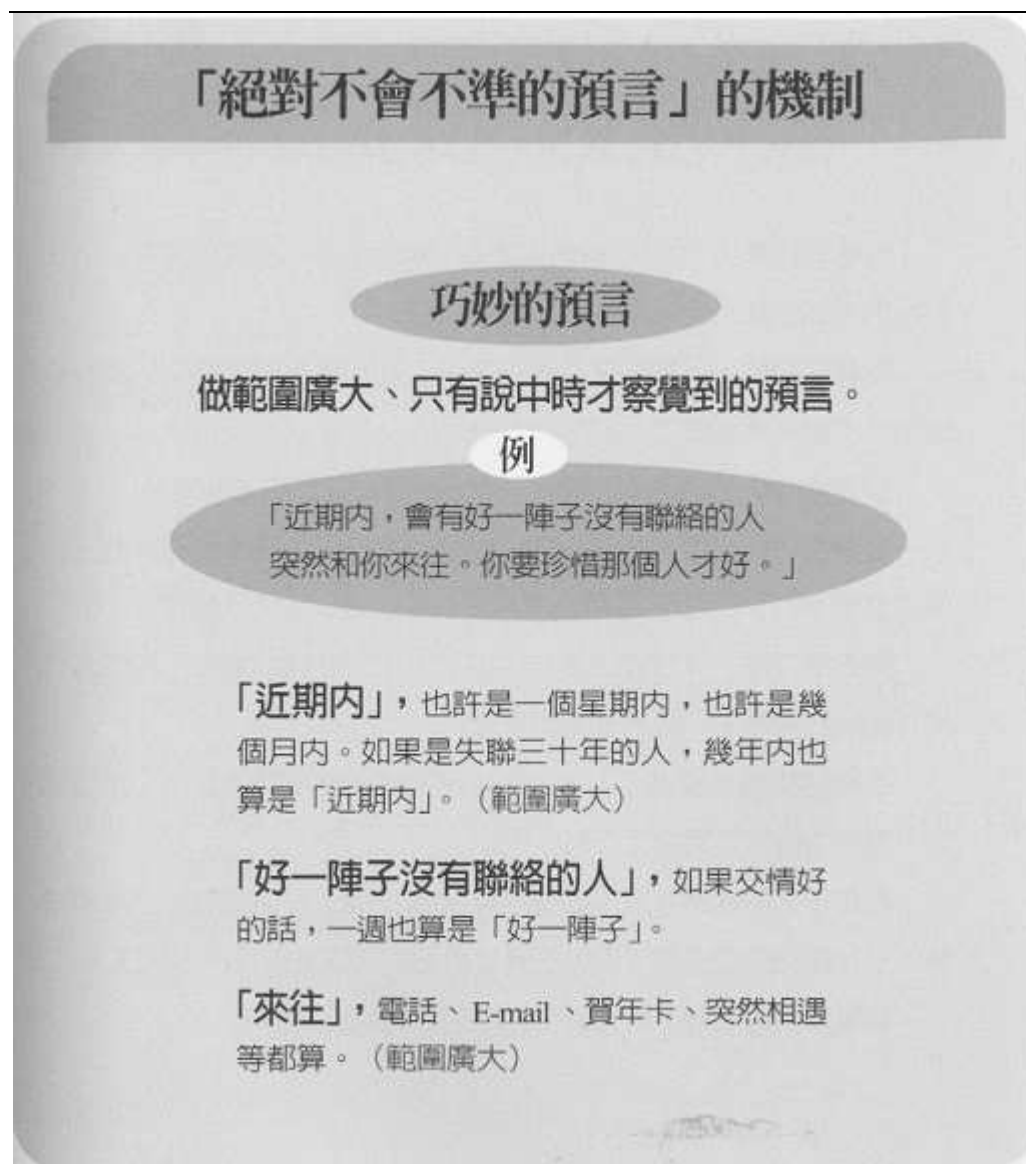 「絕對不會不準的預言」的機制
巧妙的預言
做範圍廣大、只有說中時才察覺到的預言。
例
「近期內，會有好一陣子沒有聯絡的人
突然和你來往。你要珍惜那個人才好。」
「近期內」，也許是一個星期內，也許是幾
個月內。如果是失聯三十年的人，幾年內也
算是「近期內」。（範圍廣大）
「好一陣子沒有聯絡的人」，如果交情好
的話，一週也算是「好一陣子」。
「來往」，電話、E-mail、賀年卡、突然相遇
等都算。（範圍廣大）